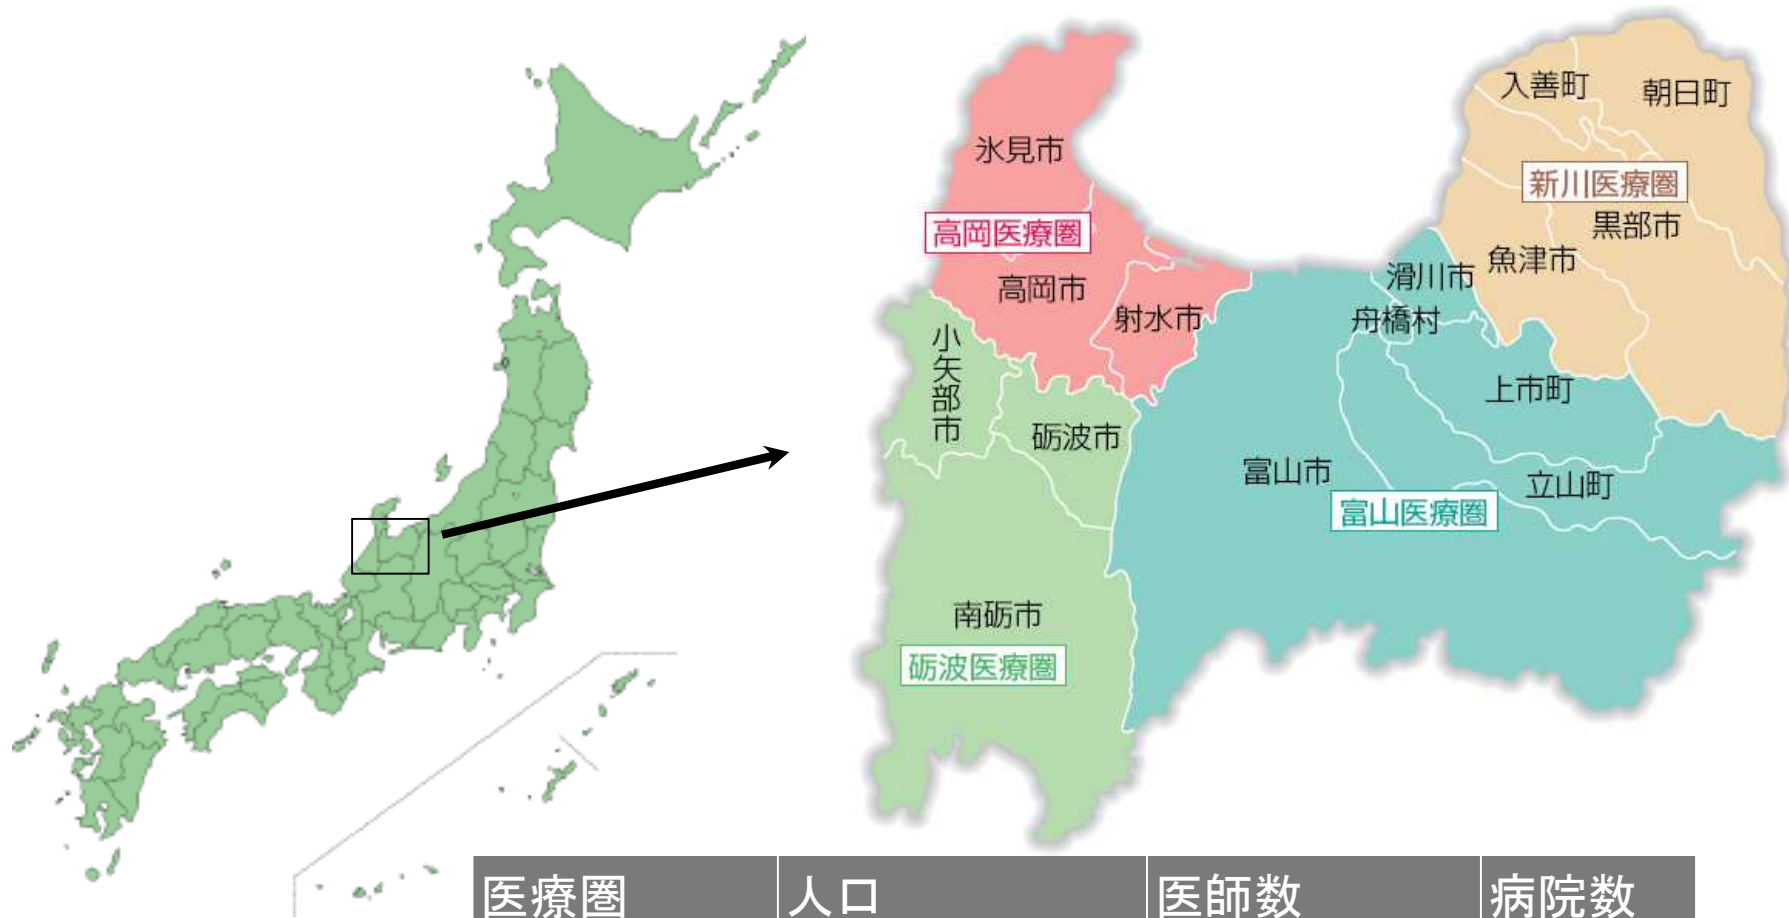 入善町
朝日町
氷見市
新川医療圏
高岡医療圏
黒部市
魚津市
滑川市
高岡市
射水市
舟橋村
小矢部市
上市町
砺波市
富山市
立山町
富山医療圏
南砺市
砺波医療圏
医療圏 人口 医師数 病院数